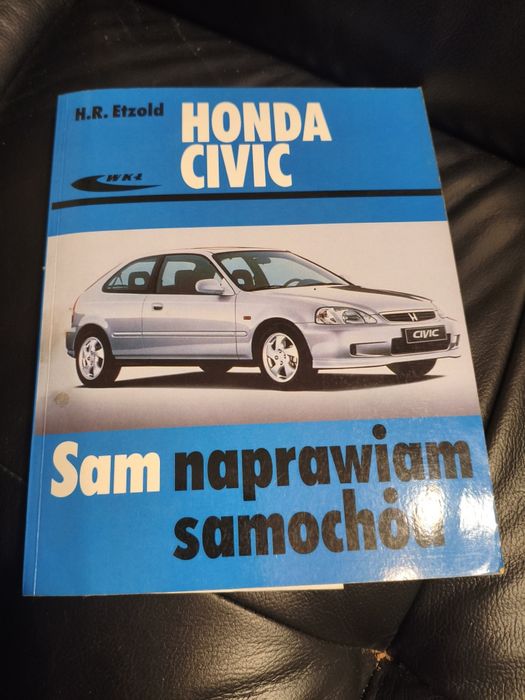 H.R. Etzold
HONDA
CIVIC
WKŁ
CIVIC
Sam naprawiam
samochód